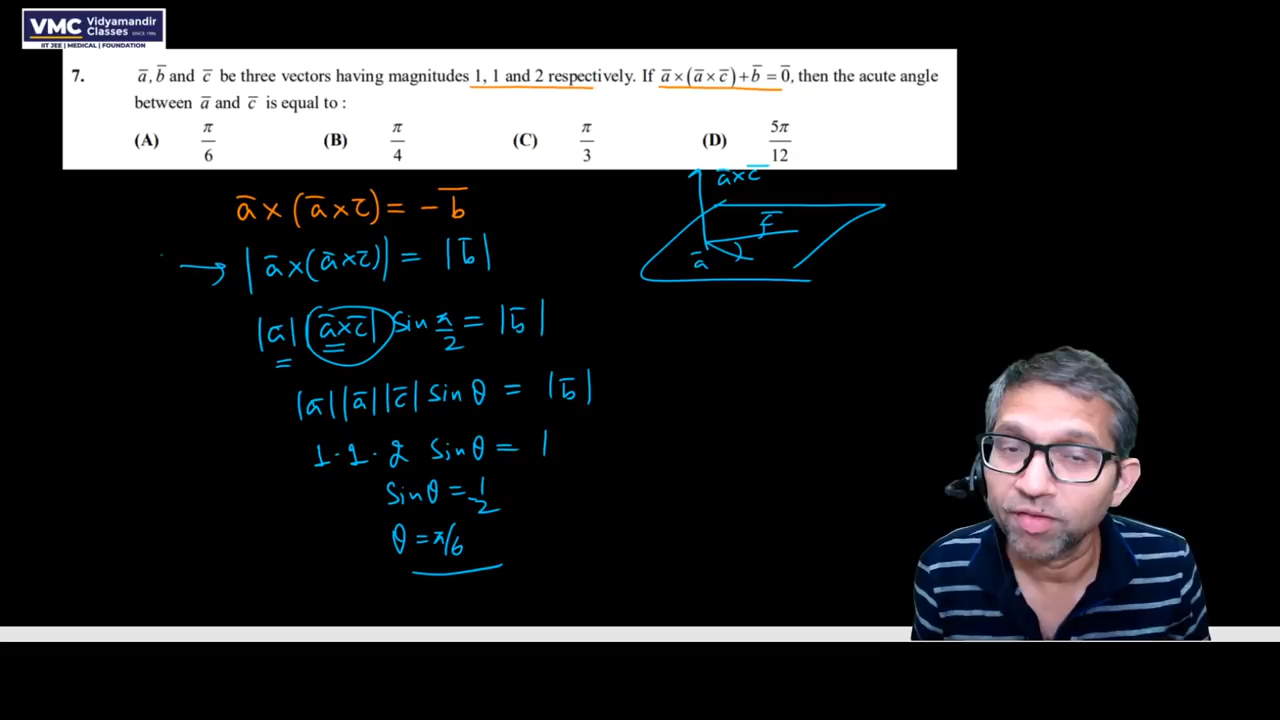 VMC Vidyamandir Classes SINCE 1986
IIT JEE | MEDICAL | FOUNDATION
7. a̅, b̅ and c̅ be three vectors having magnitudes 1, 1 and 2 respectively. If a̅ × (a̅ × c̅) + b̅ = 0̅, then the acute angle
between a̅ and c̅ is equal to :
(A) π/6 (B) π/4 (C) π/3 (D) 5π/12
a̅ × c̅
a̅ × (a̅ × c̅) = − b̅
|a̅ × (a̅ × c̅)| = |b̅|
a̅
|a̅| |a̅ × c̅| sin π/2 = |b̅|
|a̅| |a̅| |c̅| sin θ = |b̅|
1 · 1 · 2 sin θ = 1
sin θ = 1/2
θ = π/6